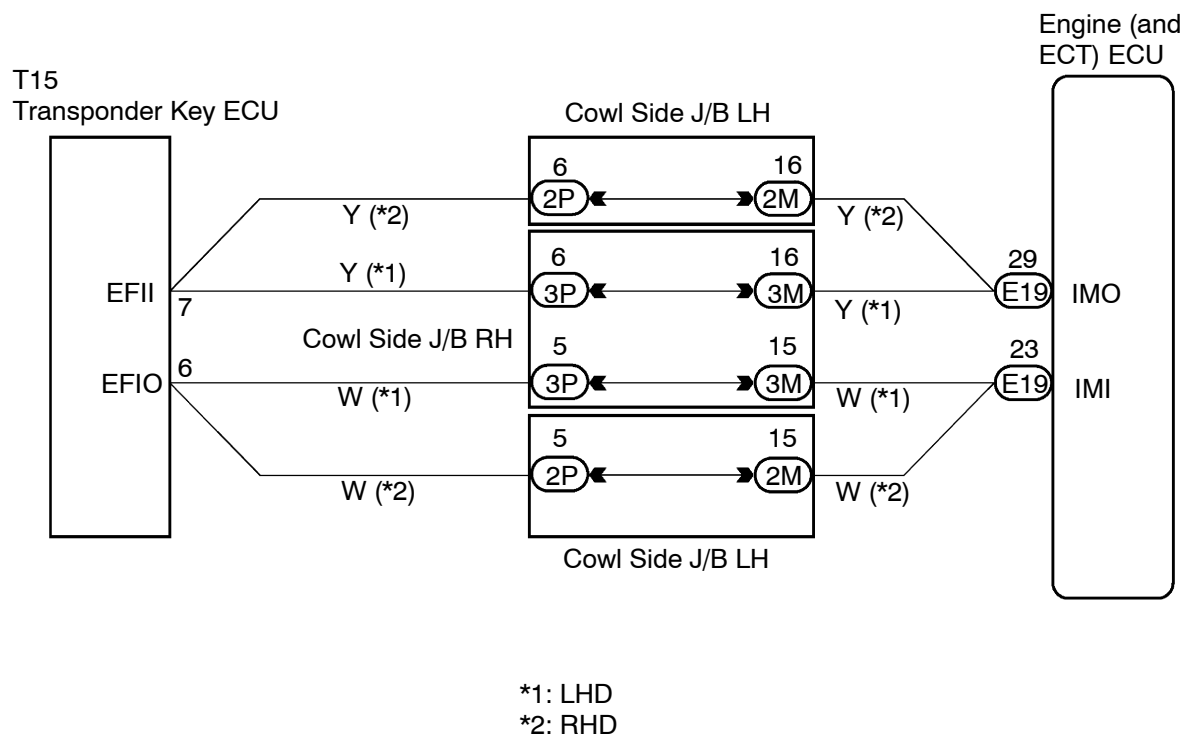 Engine (and
ECT) ECU
T15
Transponder Key ECU
Cowl Side J/B LH
6
16
2P
2M
Y (*2)
Y (*2)
6
16
29
Y (*1)
EFII
3P
3M
E19
IMO
7
Y (*1)
Cowl Side J/B RH
5
15
23
6
EFIO
3P
3M
E19
IMI
W (*1)
W (*1)
5
15
2P
2M
W (*2)
W (*2)
Cowl Side J/B LH
*1: LHD
*2: RHD